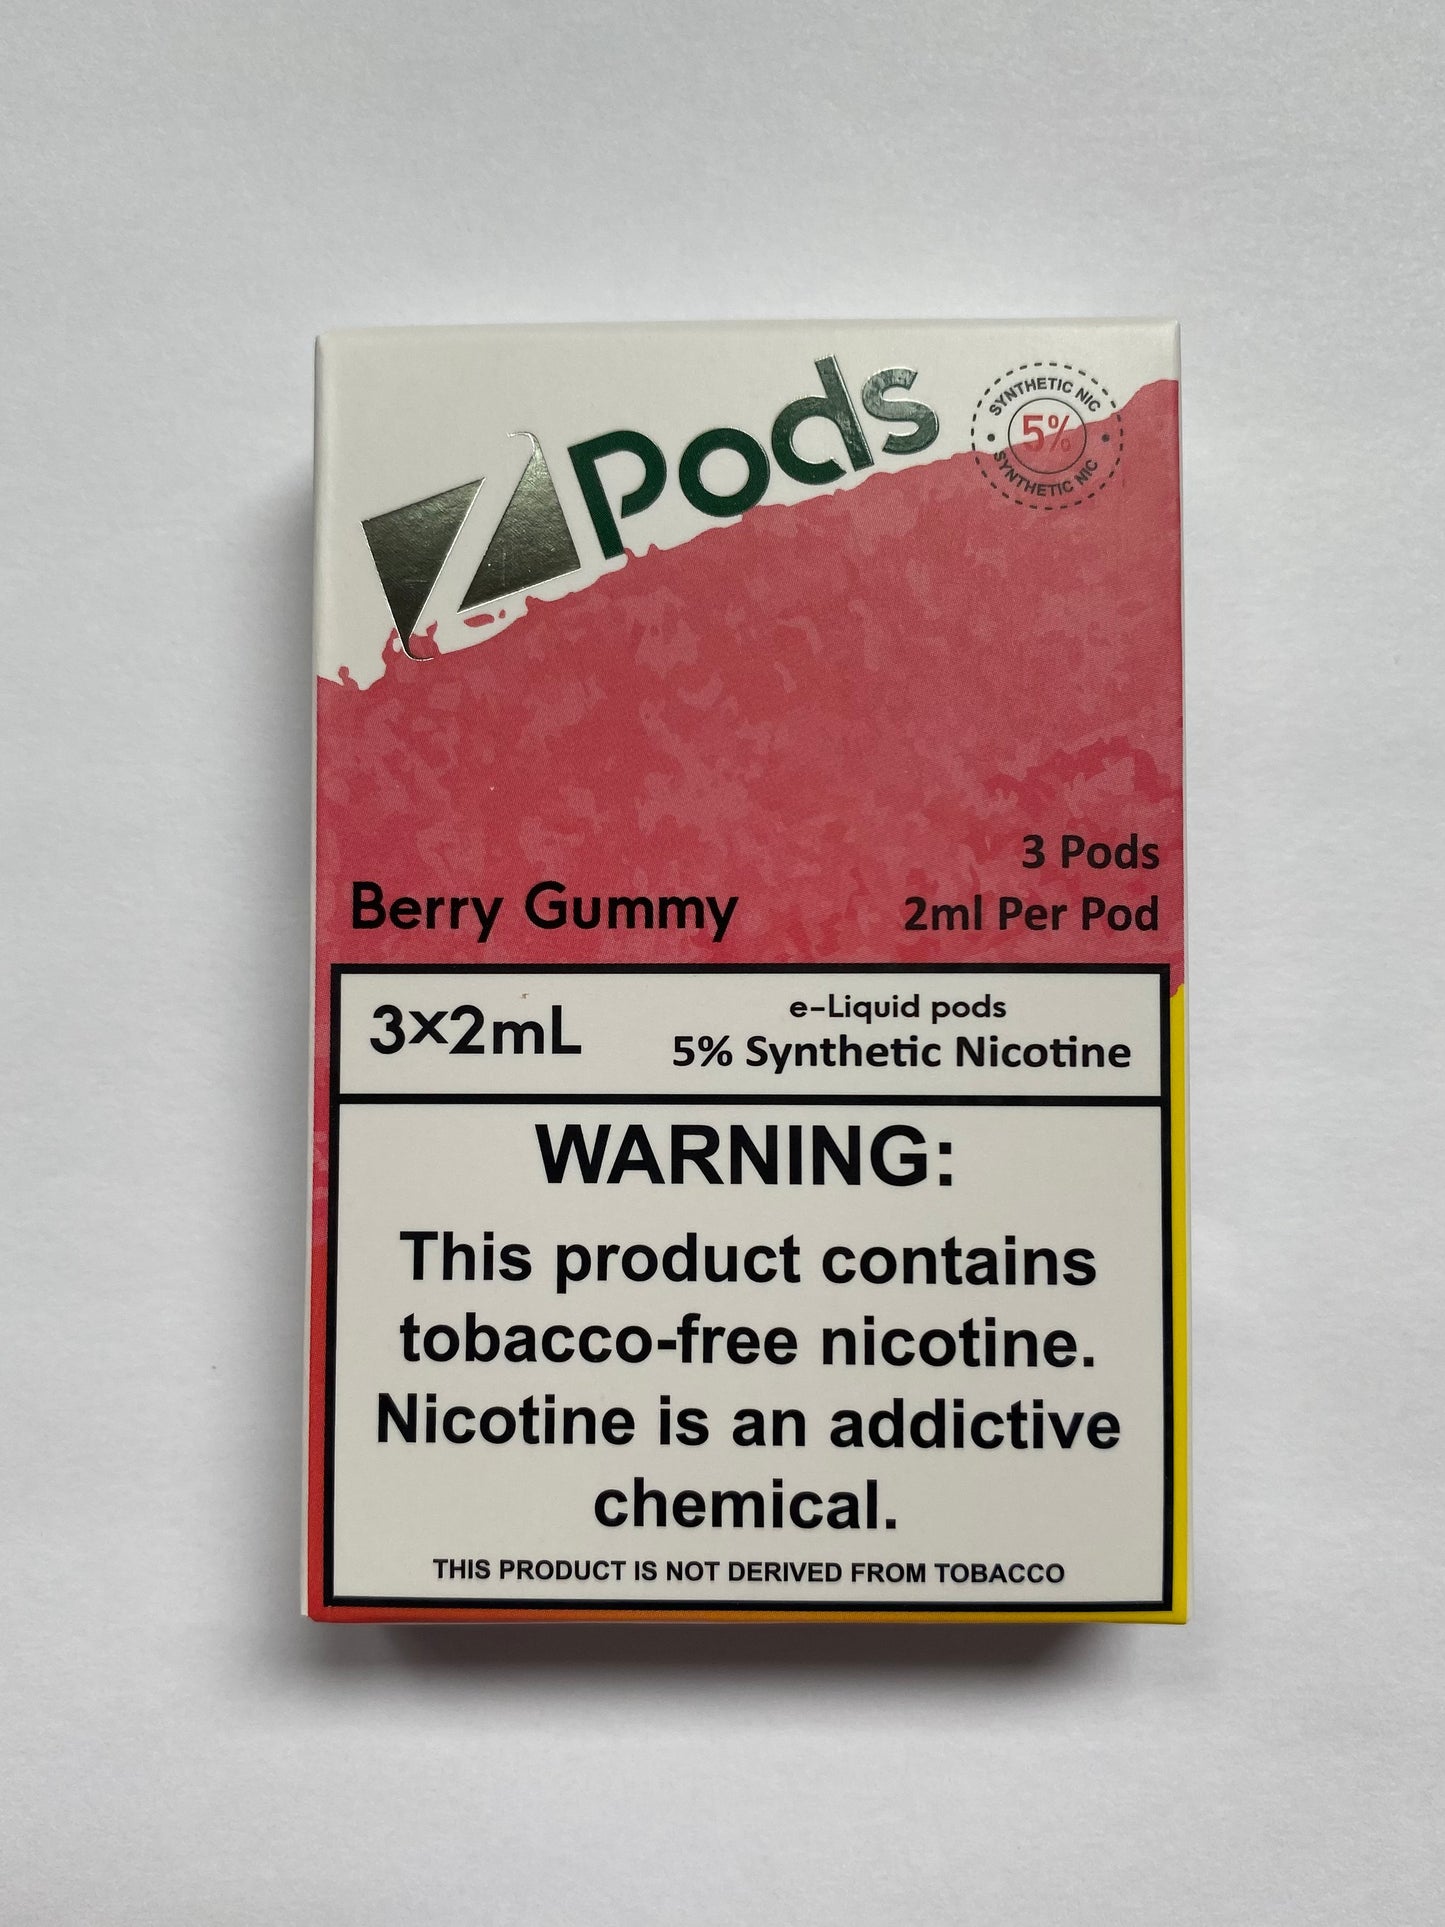 Z Pods
SYNTHETIC NIC
5%
SYNTHETIC NIC
Berry Gummy
3 Pods
2ml Per Pod
3×2mL
e-Liquid pods
5% Synthetic Nicotine
WARNING:
This product contains
tobacco-free nicotine.
Nicotine is an addictive
chemical.
THIS PRODUCT IS NOT DERIVED FROM TOBACCO